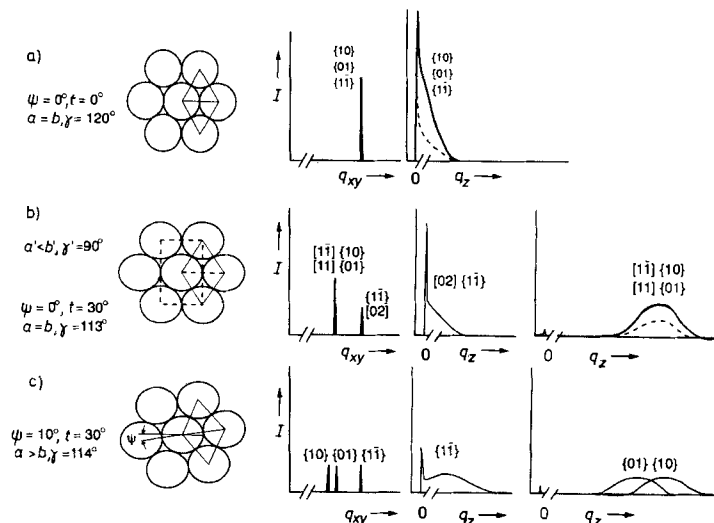 a)
ψ = 0°, t = 0°
a = b, γ = 120°
I
{10}
{01}
{11̄}
q_xy
{10}
{01}
{11̄}
0
q_z
b)
a' < b', γ' = 90°
ψ = 0°, t = 30°
a = b, γ = 113°
I
[11̄] {10}
[11] {01}
{11̄}
[02]
q_xy
[02] {11̄}
0
q_z
[11̄] {10}
[11] {01}
0
q_z
c)
ψ = 10°, t = 30°
a > b, γ = 114°
ψ
I
{10} {01} {11̄}
q_xy
{11̄}
0
q_z
{01} {10}
0
q_z